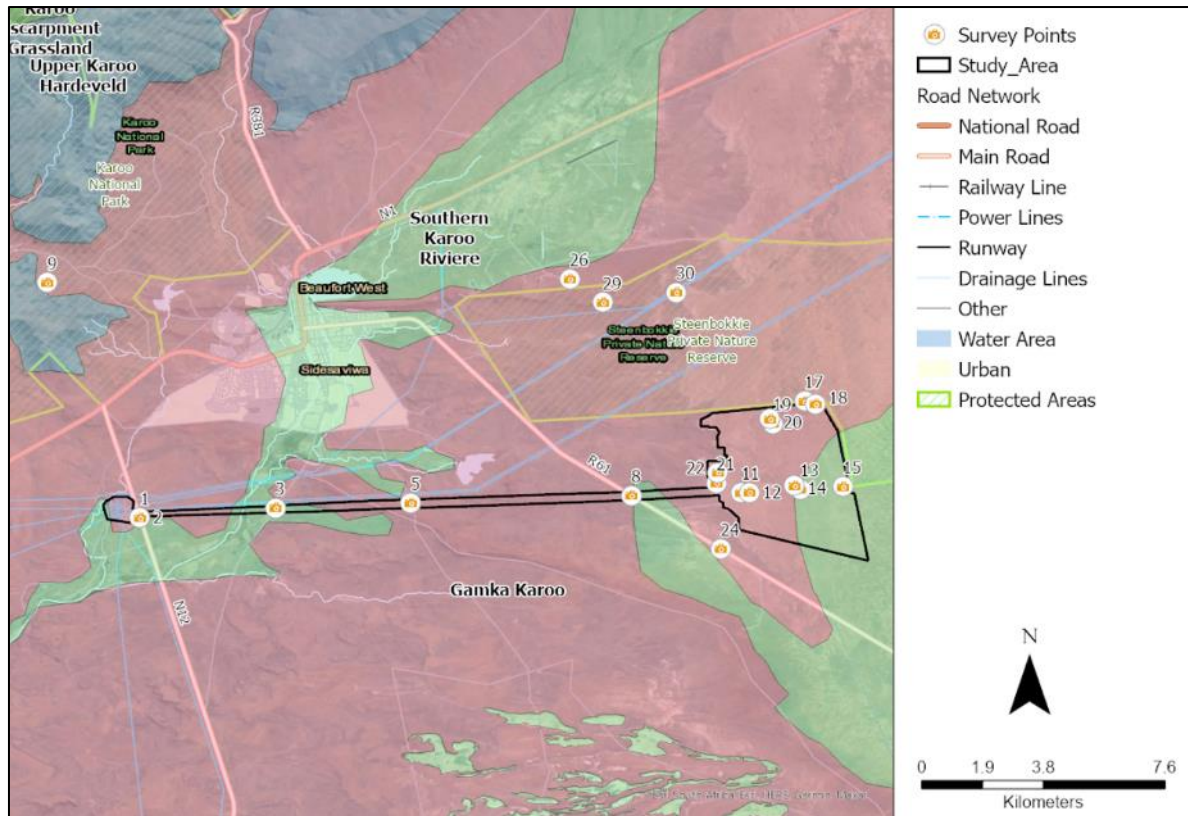 Karoo
scarpment
Grassland
Upper Karoo
Hardeveld
Karoo
National
Park
Karoo
National
Park
R381
N1
Southern
Karoo
Riviere
9
26
29
30
Beaufort West
Steenbokkie
Private Nature
Reserve
Steenbokkie
Private Nature
Reserve
Sidesaviwa
17
18
19
20
R61
8
22
21
11
12
13
14
15
1
2
3
5
24
N12
Gamka Karoo
Survey Points
Study_Area
Road Network
National Road
Main Road
Railway Line
Power Lines
Runway
Drainage Lines
Other
Water Area
Urban
Protected Areas
N
0 1.9 3.8 7.6
Kilometers